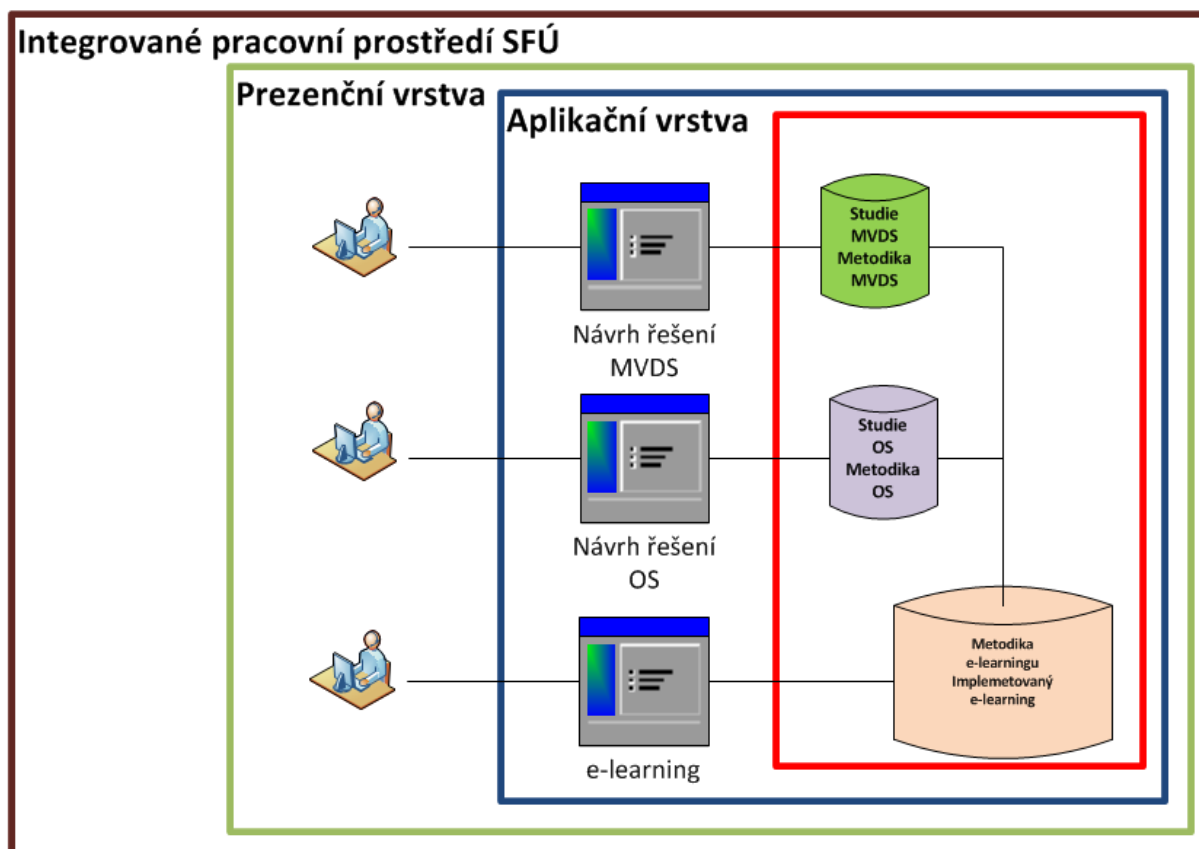 Integrované pracovní prostředí SFÚ
Prezenční vrstva
Aplikační vrstva
Studie
MVDS
Metodika
MVDS
Návrh řešení
MVDS
Studie
OS
Metodika
OS
Návrh řešení
OS
Metodika
e-learningu
Implemetovaný
e-learning
e-learning